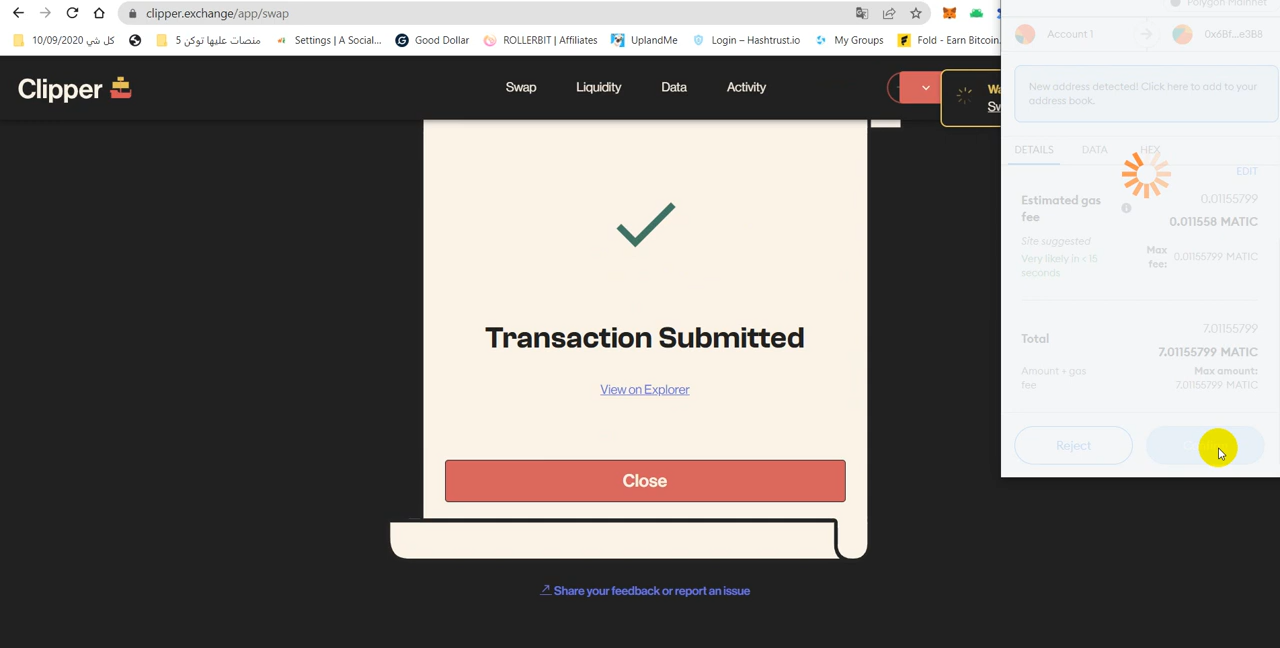 clipper.exchange/app/swap
كل شي 10/09/2020
منصات عليها توكن 5
Settings | A Social...
Good Dollar
ROLLERBIT | Affiliates
UplandMe
Login – Hashtrust.io
My Groups
Fold - Earn Bitcoin
Clipper
Swap
Liquidity
Data
Activity
Transaction Submitted
View on Explorer
Close
Share your feedback or report an issue
Polygon Mainnet
Account 1
0x6Bf...e3B8
New address detected! Click here to add to your
address book.
DETAILS
DATA
HEX
EDIT
Estimated gas
fee
0.01155799
0.011558 MATIC
Site suggested
Very likely in < 15
seconds
Max
fee:
0.01155799 MATIC
Total
7.01155799
7.01155799 MATIC
Amount + gas
fee
Max amount:
7.01155799 MATIC
Reject